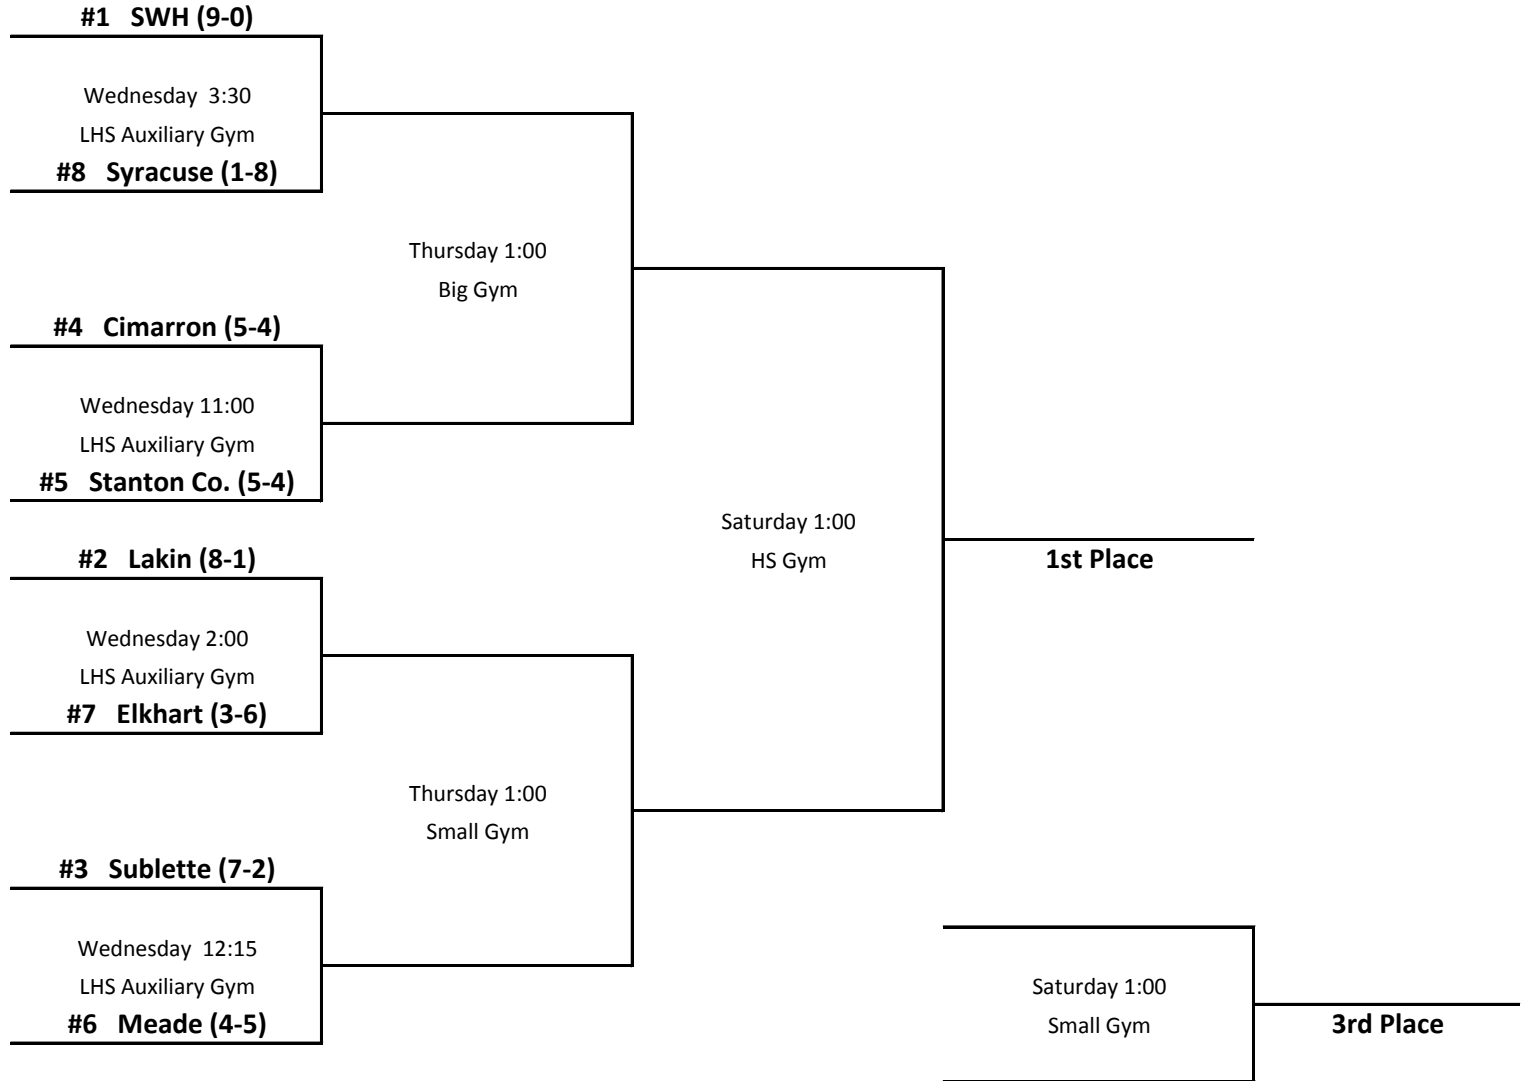 #1 SWH (9-0)
Wednesday 3:30
LHS Auxiliary Gym
#8 Syracuse (1-8)
Thursday 1:00
Big Gym
#4 Cimarron (5-4)
Wednesday 11:00
LHS Auxiliary Gym
#5 Stanton Co. (5-4)
Saturday 1:00
HS Gym
1st Place
#2 Lakin (8-1)
Wednesday 2:00
LHS Auxiliary Gym
#7 Elkhart (3-6)
Thursday 1:00
Small Gym
#3 Sublette (7-2)
Wednesday 12:15
LHS Auxiliary Gym
#6 Meade (4-5)
Saturday 1:00
Small Gym
3rd Place